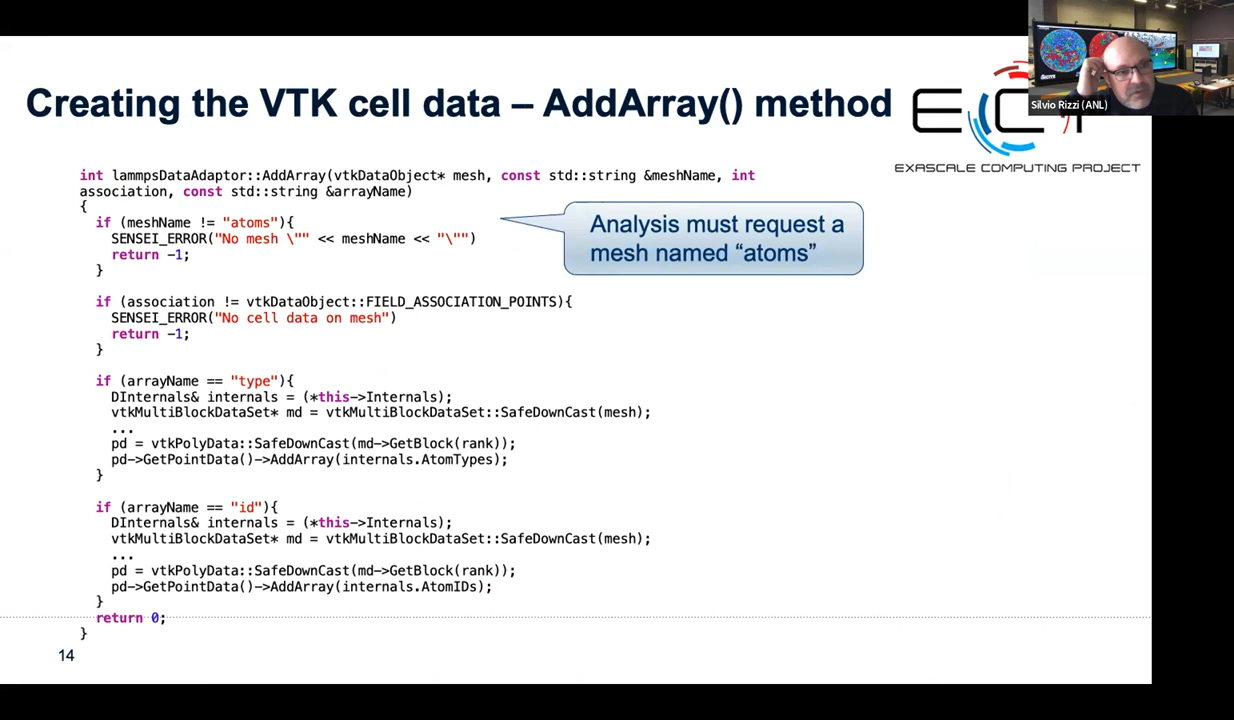 Creating the VTK cell data – AddArray() method
Silvio Rizzi (ANL)
EXASCALE COMPUTING PROJECT
int lammpsDataAdaptor::AddArray(vtkDataObject* mesh, const std::string &meshName, int
association, const std::string &arrayName)
{
if (meshName != "atoms"){
SENSEI_ERROR("No mesh \"" << meshName << "\"")
return -1;
}
Analysis must request a
mesh named “atoms”
if (association != vtkDataObject::FIELD_ASSOCIATION_POINTS){
SENSEI_ERROR("No cell data on mesh")
return -1;
}
if (arrayName == "type"){
DInternals& internals = (*this->Internals);
vtkMultiBlockDataSet* md = vtkMultiBlockDataSet::SafeDownCast(mesh);
...
pd = vtkPolyData::SafeDownCast(md->GetBlock(rank));
pd->GetPointData()->AddArray(internals.AtomTypes);
}
if (arrayName == "id"){
DInternals& internals = (*this->Internals);
vtkMultiBlockDataSet* md = vtkMultiBlockDataSet::SafeDownCast(mesh);
...
pd = vtkPolyData::SafeDownCast(md->GetBlock(rank));
pd->GetPointData()->AddArray(internals.AtomIDs);
}
return 0;
}
14